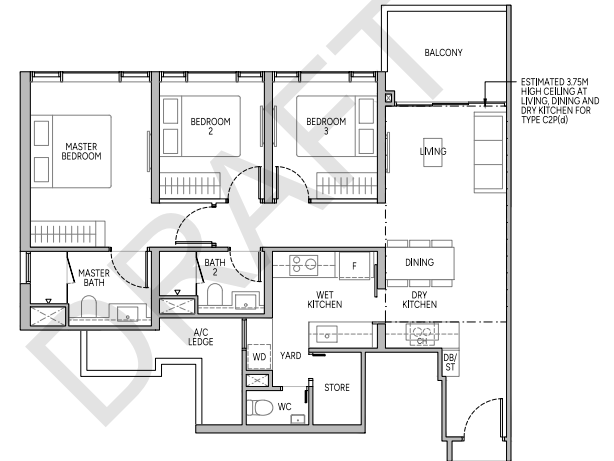 BALCONY
ESTIMATED 3.75M
HIGH CEILING AT
LIVING, DINING AND
DRY KITCHEN FOR
TYPE C2P(d)
BEDROOM
2
BEDROOM
3
MASTER
BEDROOM
LIVING
MASTER
BATH
BATH
2
F
DINING
WET
KITCHEN
DRY
KITCHEN
A/C
LEDGE
CH
WD
YARD
DB/
ST
STORE
WC
DRAFT